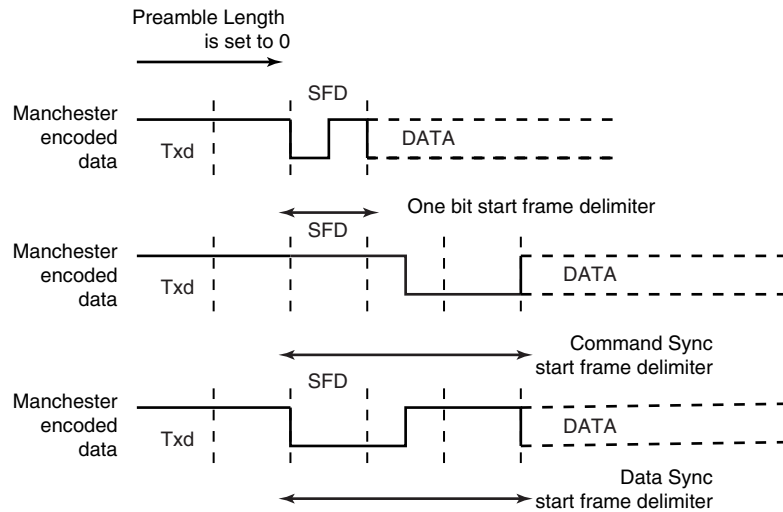 Preamble Length
is set to 0
SFD
Manchester
encoded
data
Txd
DATA
One bit start frame delimiter
SFD
Manchester
encoded
data
Txd
DATA
Command Sync
start frame delimiter
SFD
Manchester
encoded
data
Txd
DATA
Data Sync
start frame delimiter